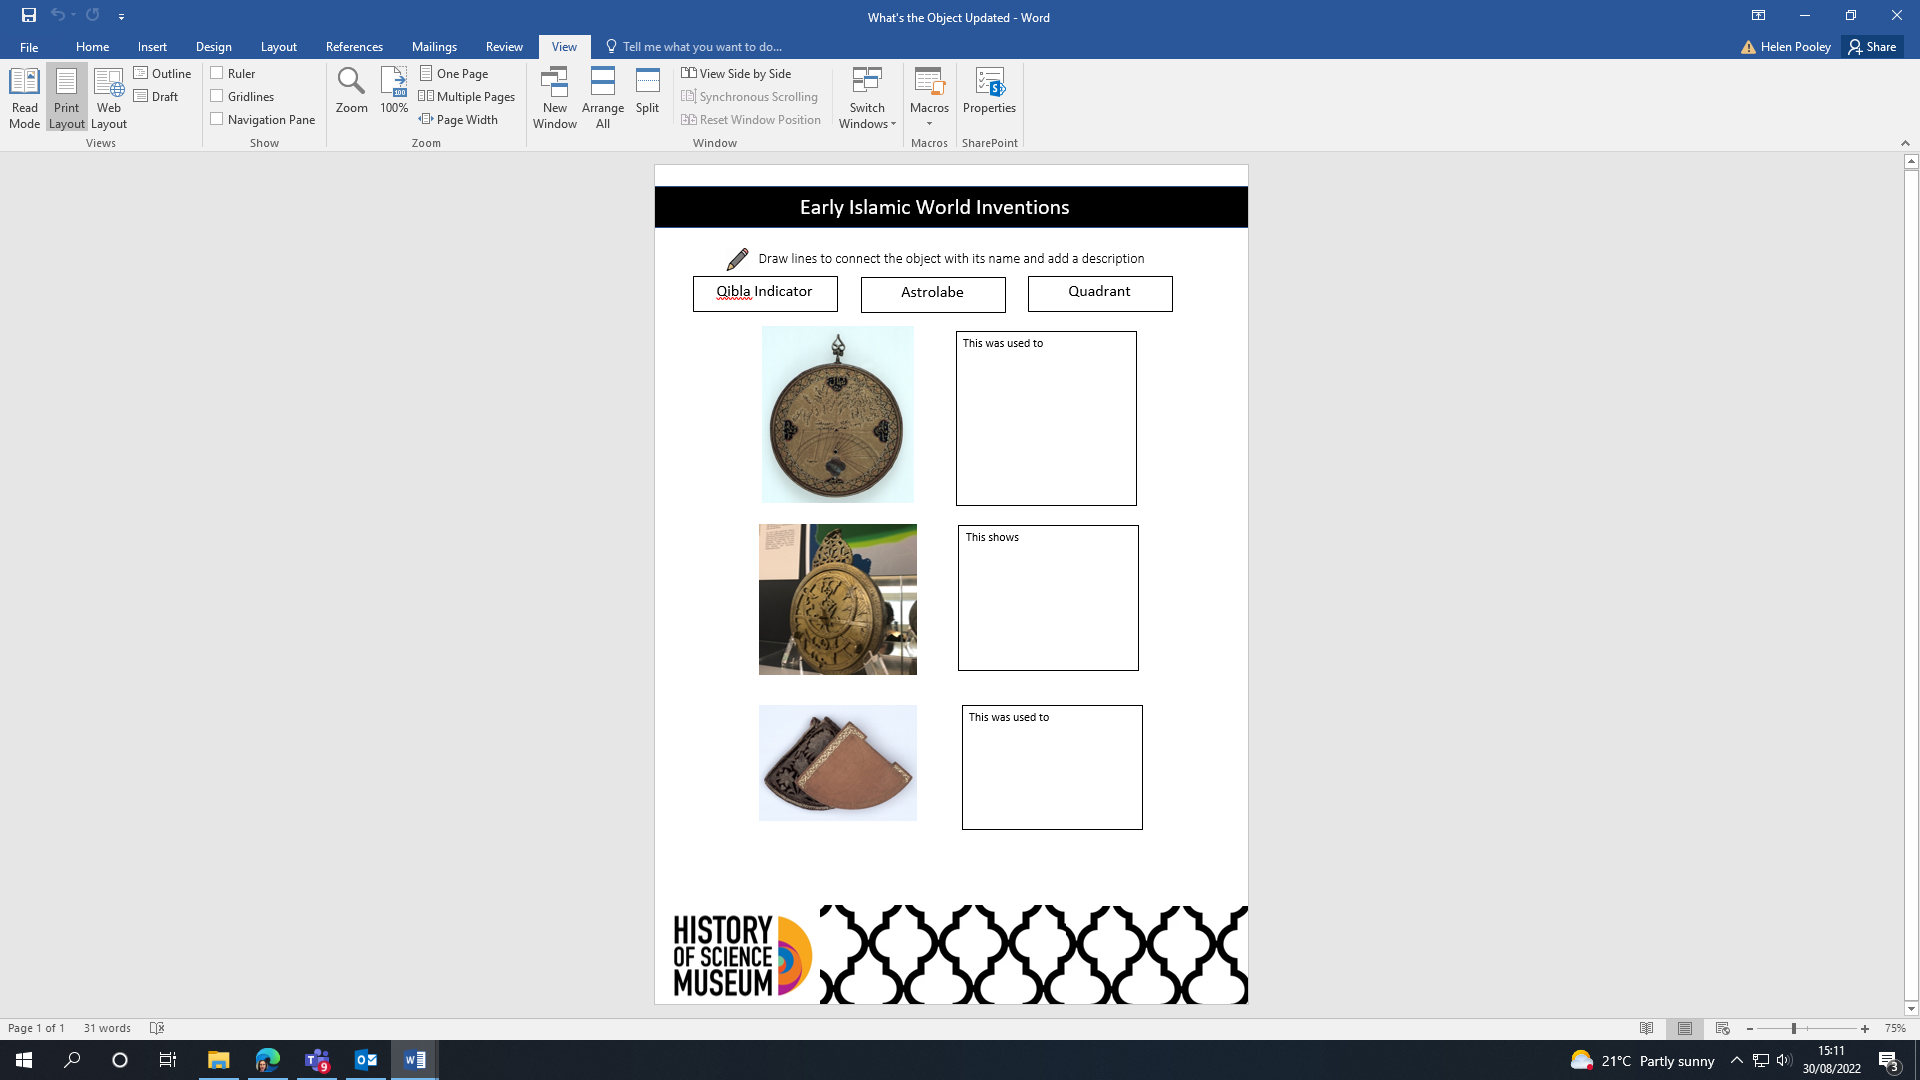 What's the Object Updated - Word
File Home Insert Design Layout References Mailings Review View Tell me what you want to do... Helen Pooley Share
Read Mode
Print Layout
Web Layout
Outline
Draft
Views
Ruler
Gridlines
Navigation Pane
Show
Zoom
100%
One Page
Multiple Pages
Page Width
Zoom
New Window
Arrange All
Split
View Side by Side
Synchronous Scrolling
Reset Window Position
Window
Switch Windows
Macros
Macros
Properties
SharePoint
Early Islamic World Inventions
Draw lines to connect the object with its name and add a description
Qibla Indicator
Astrolabe
Quadrant
This was used to
This shows
This was used to
HISTORY
OF SCIENCE
MUSEUM
Page 1 of 1 31 words 75%
21°C Partly sunny
15:11
30/08/2022
9
3